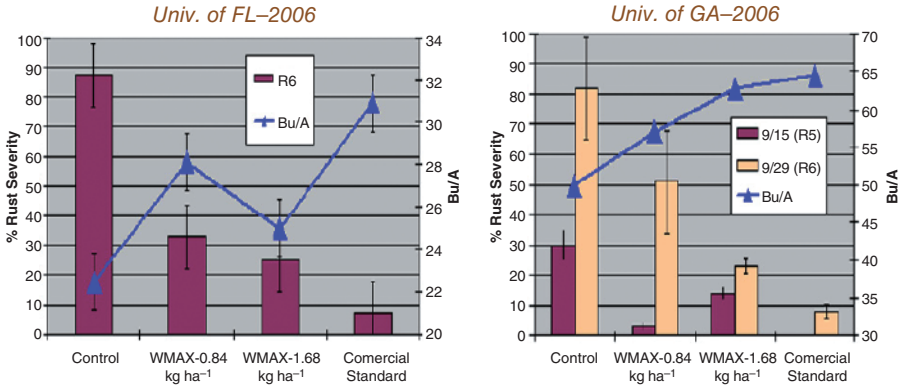 Univ. of FL–2006
100
90
80
70
60
50
40
30
20
10
0
% Rust Severity
R6
Bu/A
34
32
30
28
26
24
22
20
Bu/A
Control
WMAX-0.84
kg ha–1
WMAX-1.68
kg ha–1
Comercial
Standard
Univ. of GA–2006
100
90
80
70
60
50
40
30
20
10
0
% Rust Severity
9/15 (R5)
9/29 (R6)
Bu/A
70
65
60
55
50
45
40
35
30
Bu/A
Control
WMAX-0.84
kg ha–1
WMAX-1.68
kg ha–1
Comercial
Standard